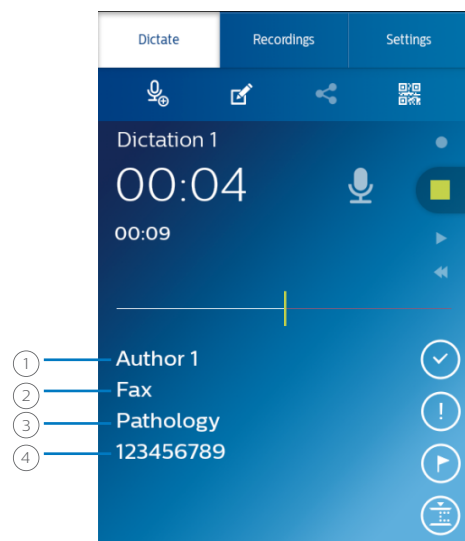 Dictate Recordings Settings
Dictation 1
00:04
00:09
1 Author 1
2 Fax
3 Pathology
4 123456789